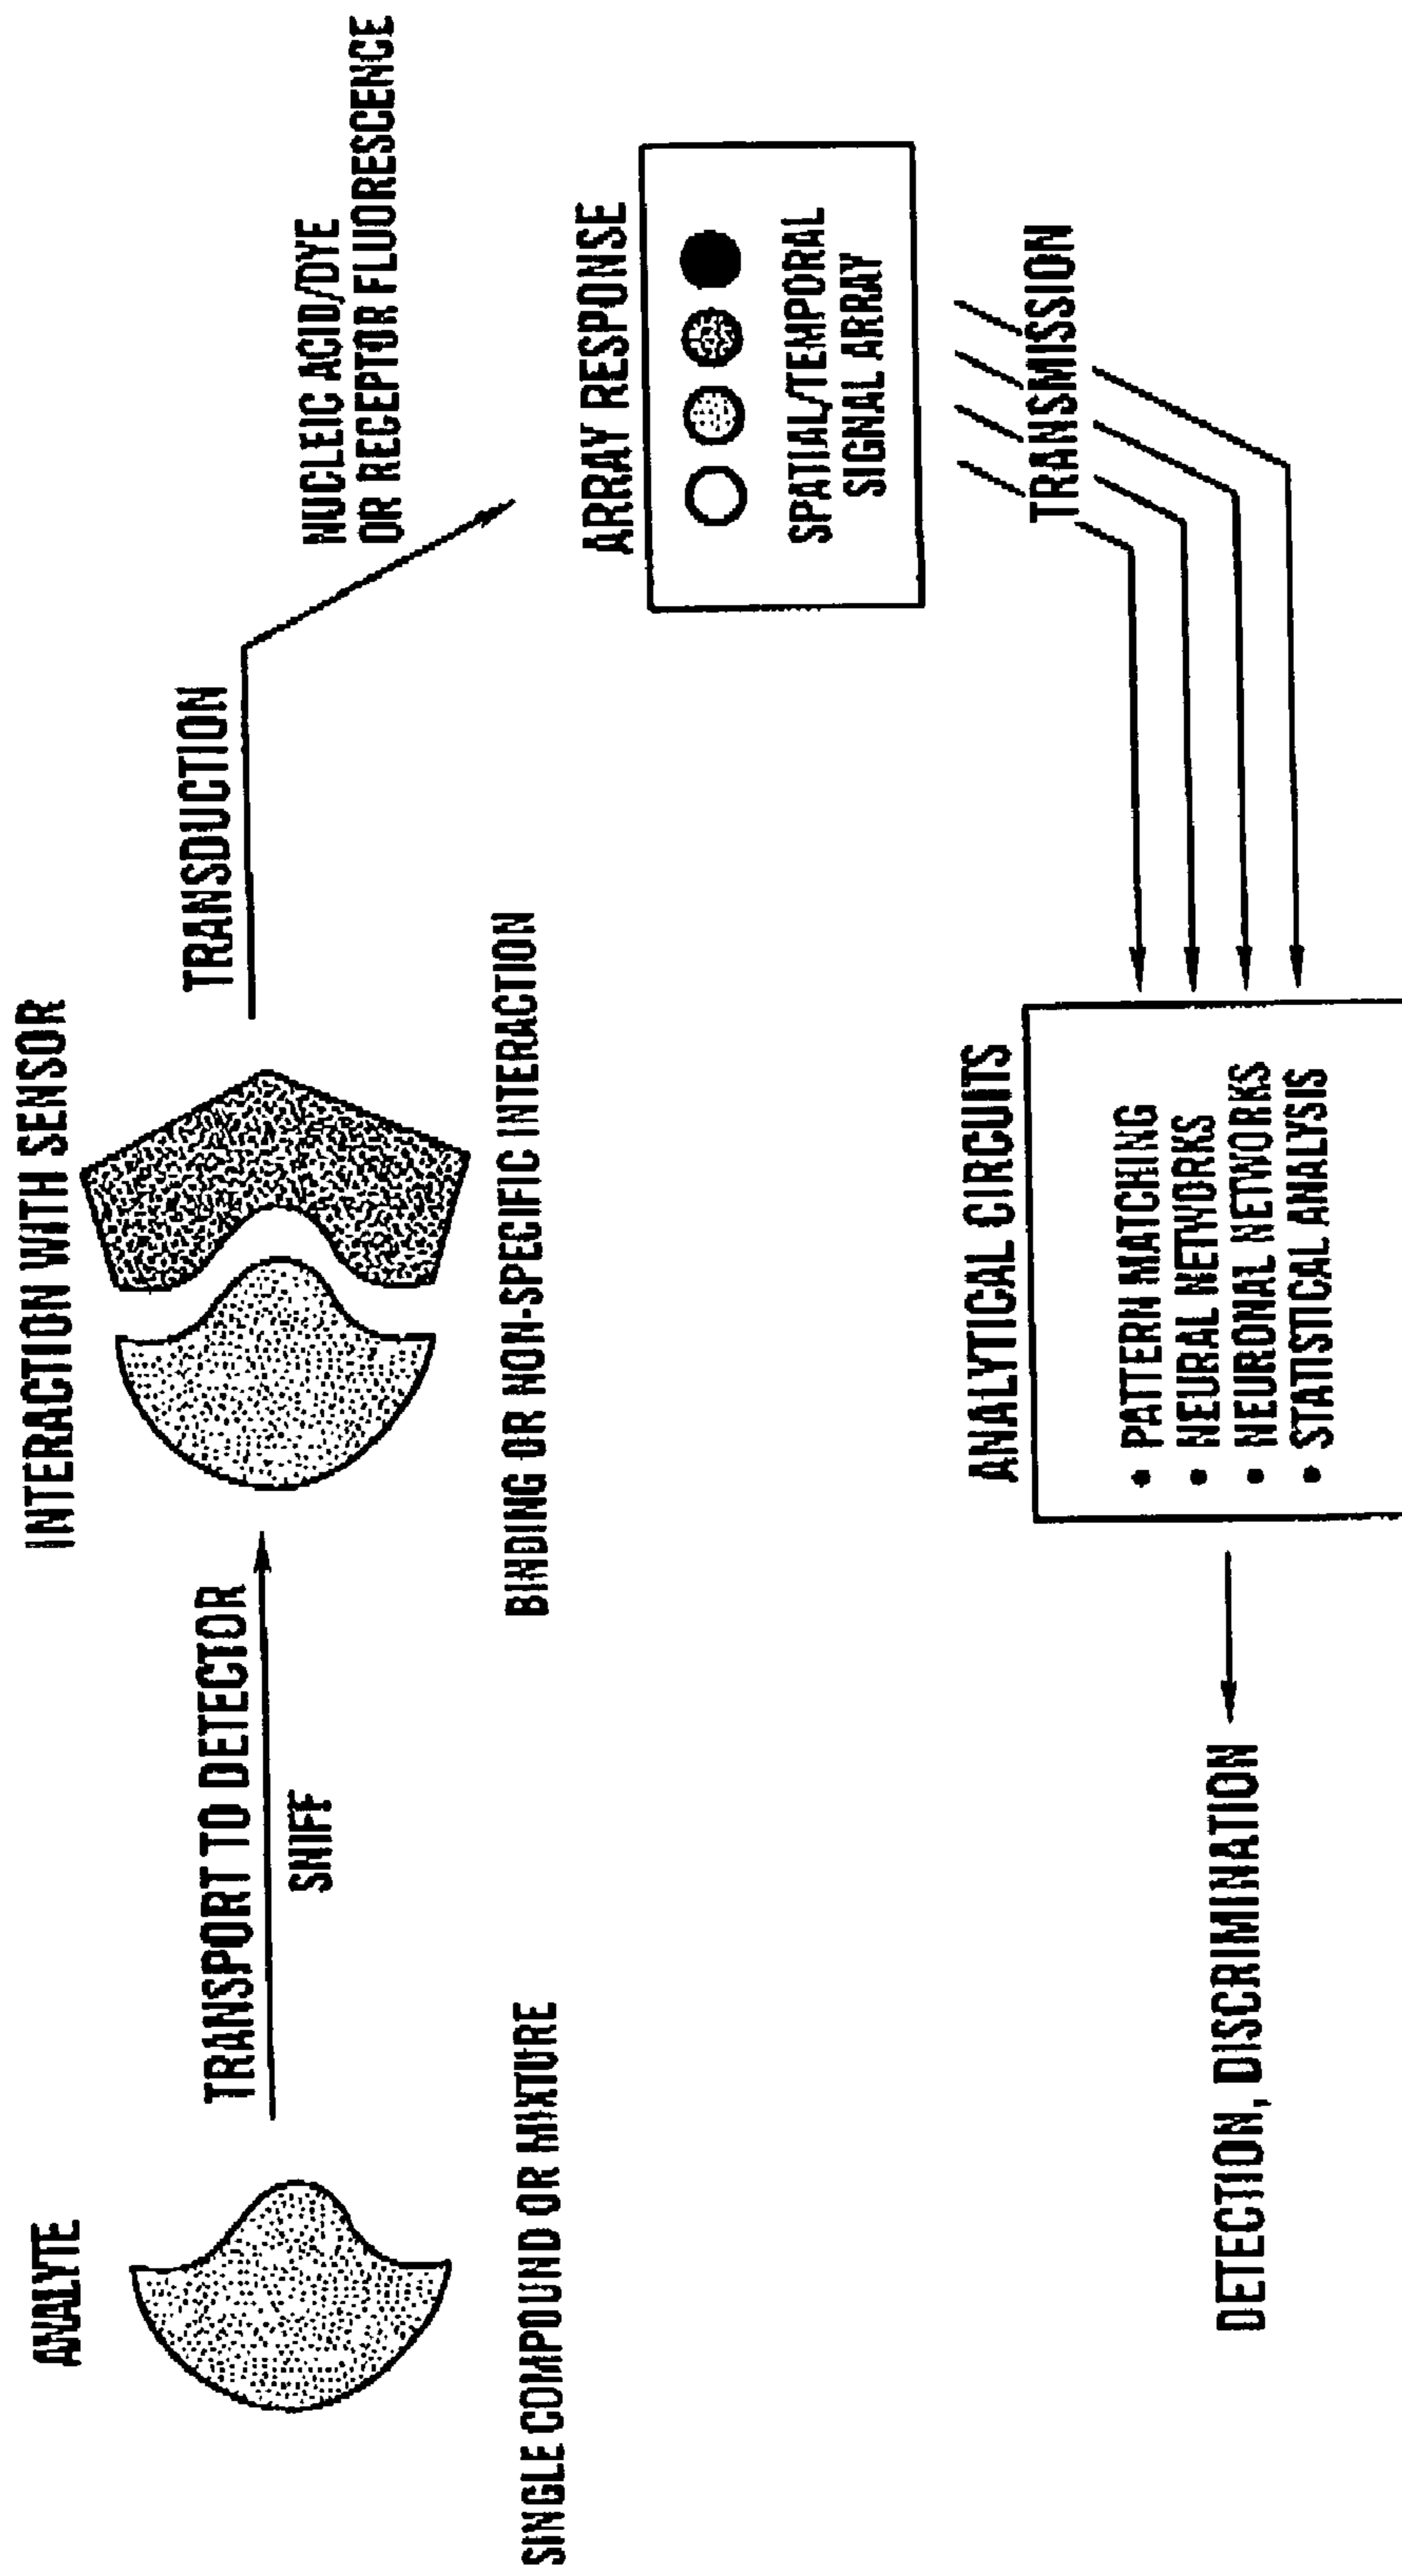 ANALYTE
SINGLE COMPOUND OR MIXTURE
TRANSPORT TO DETECTOR
SNIFF
INTERACTION WITH SENSOR
BINDING OR NON-SPECIFIC INTERACTION
TRANSDUCTION
NUCLEIC ACID/DYE
OR RECEPTOR FLUORESCENCE
ARRAY RESPONSE
SPATIAL/TEMPORAL
SIGNAL ARRAY
TRANSMISSION
ANALYTICAL CIRCUITS
• PATTERN MATCHING
• NEURAL NETWORKS
• NEURONAL NETWORKS
• STATISTICAL ANALYSIS
DETECTION, DISCRIMINATION